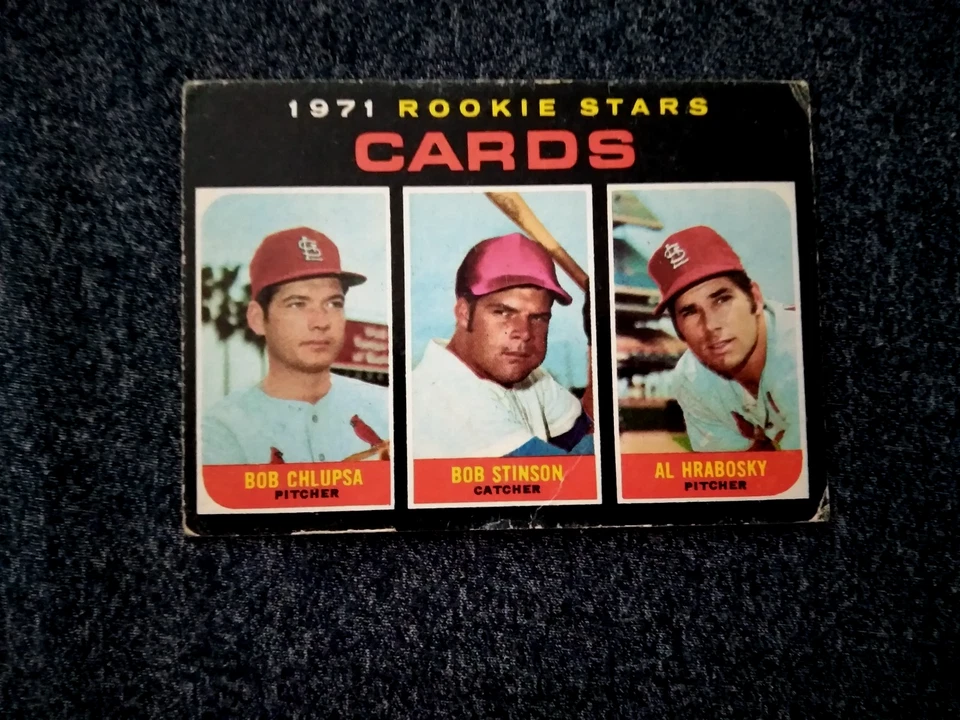 1971 ROOKIE STARS
CARDS
BOB CHLUPSA
PITCHER
BOB STINSON
CATCHER
AL HRABOSKY
PITCHER